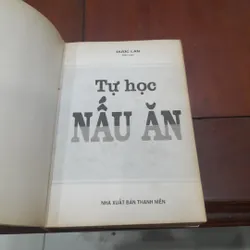 Tự học
NẤU ĂN
NHÀ XUẤT BẢN THANH NIÊN